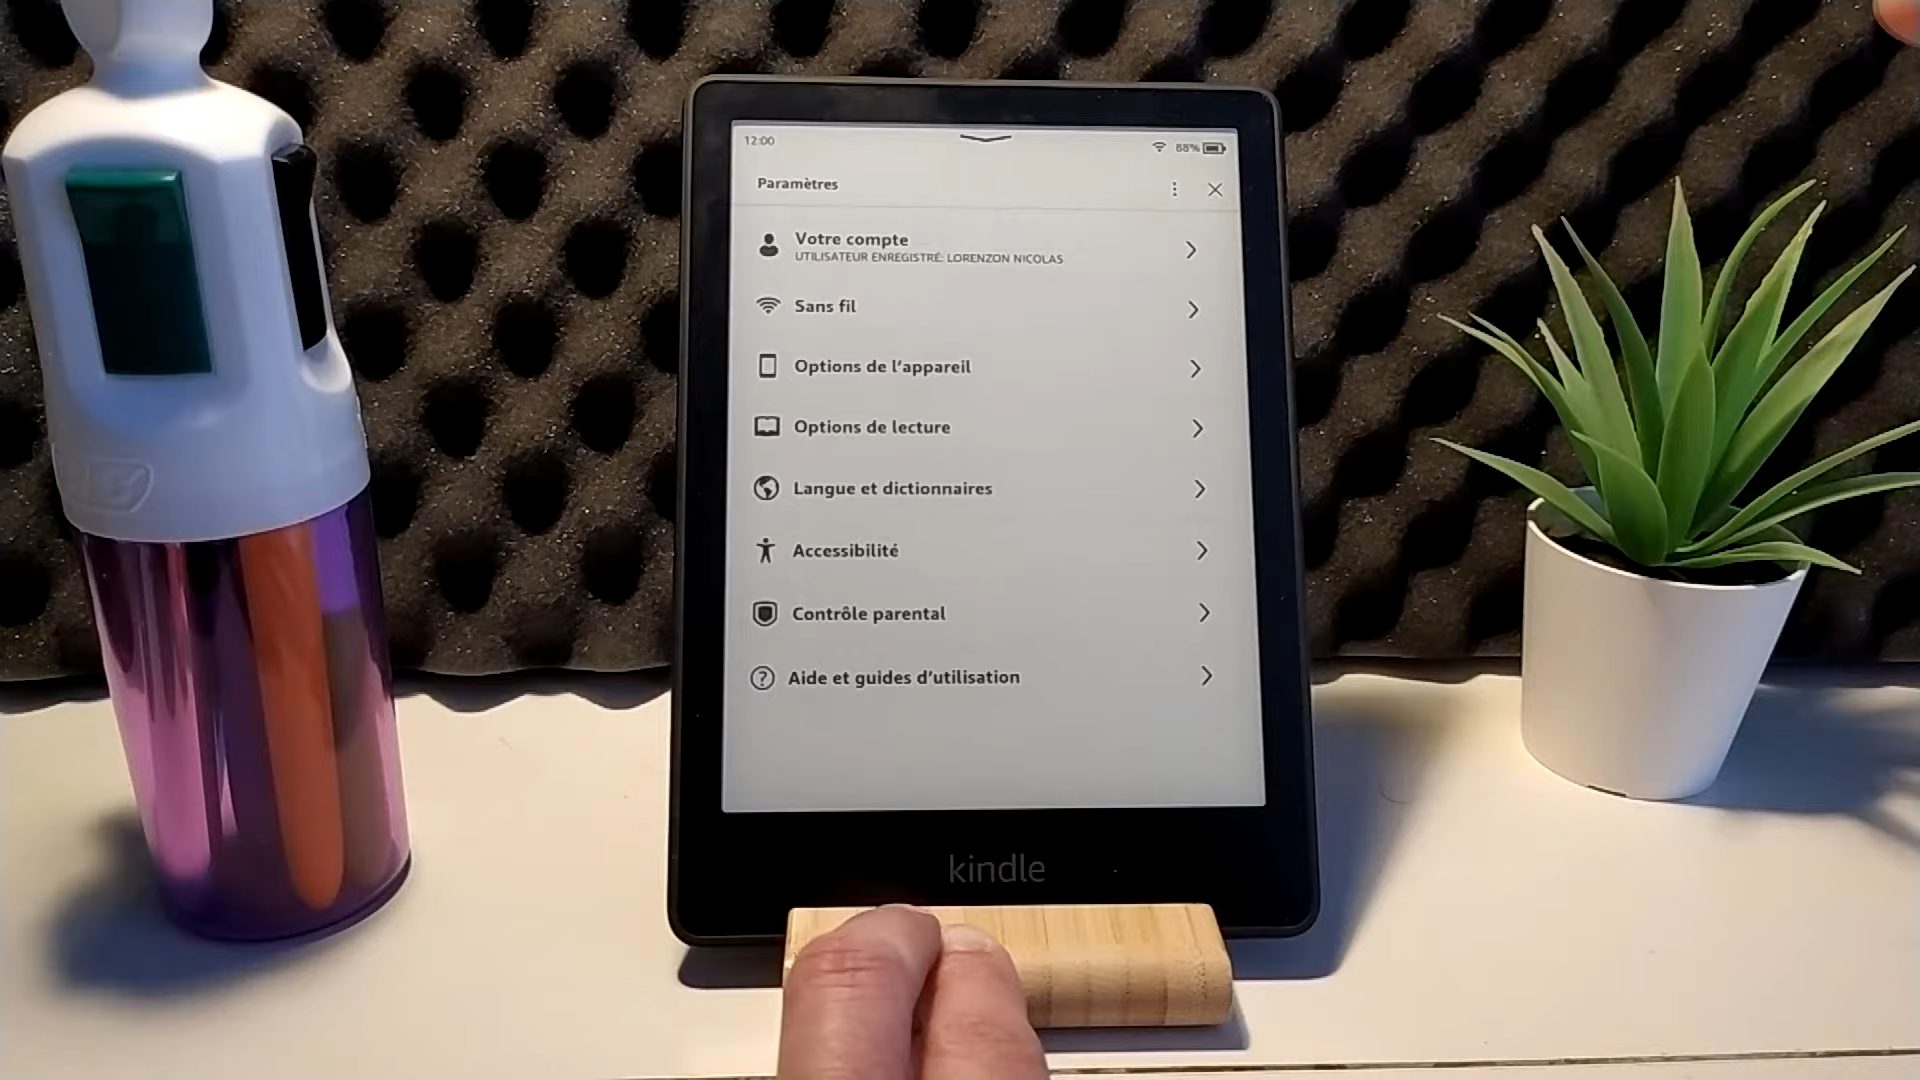 12:00
88%
Paramètres
Votre compte
UTILISATEUR ENREGISTRÉ: LORENZON NICOLAS
Sans fil
Options de l’appareil
Options de lecture
Langue et dictionnaires
Accessibilité
Contrôle parental
Aide et guides d’utilisation
kindle